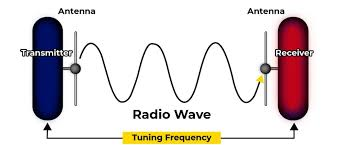 Antenna
Antenna
Transmitter
Receiver
Radio Wave
Tuning Frequency